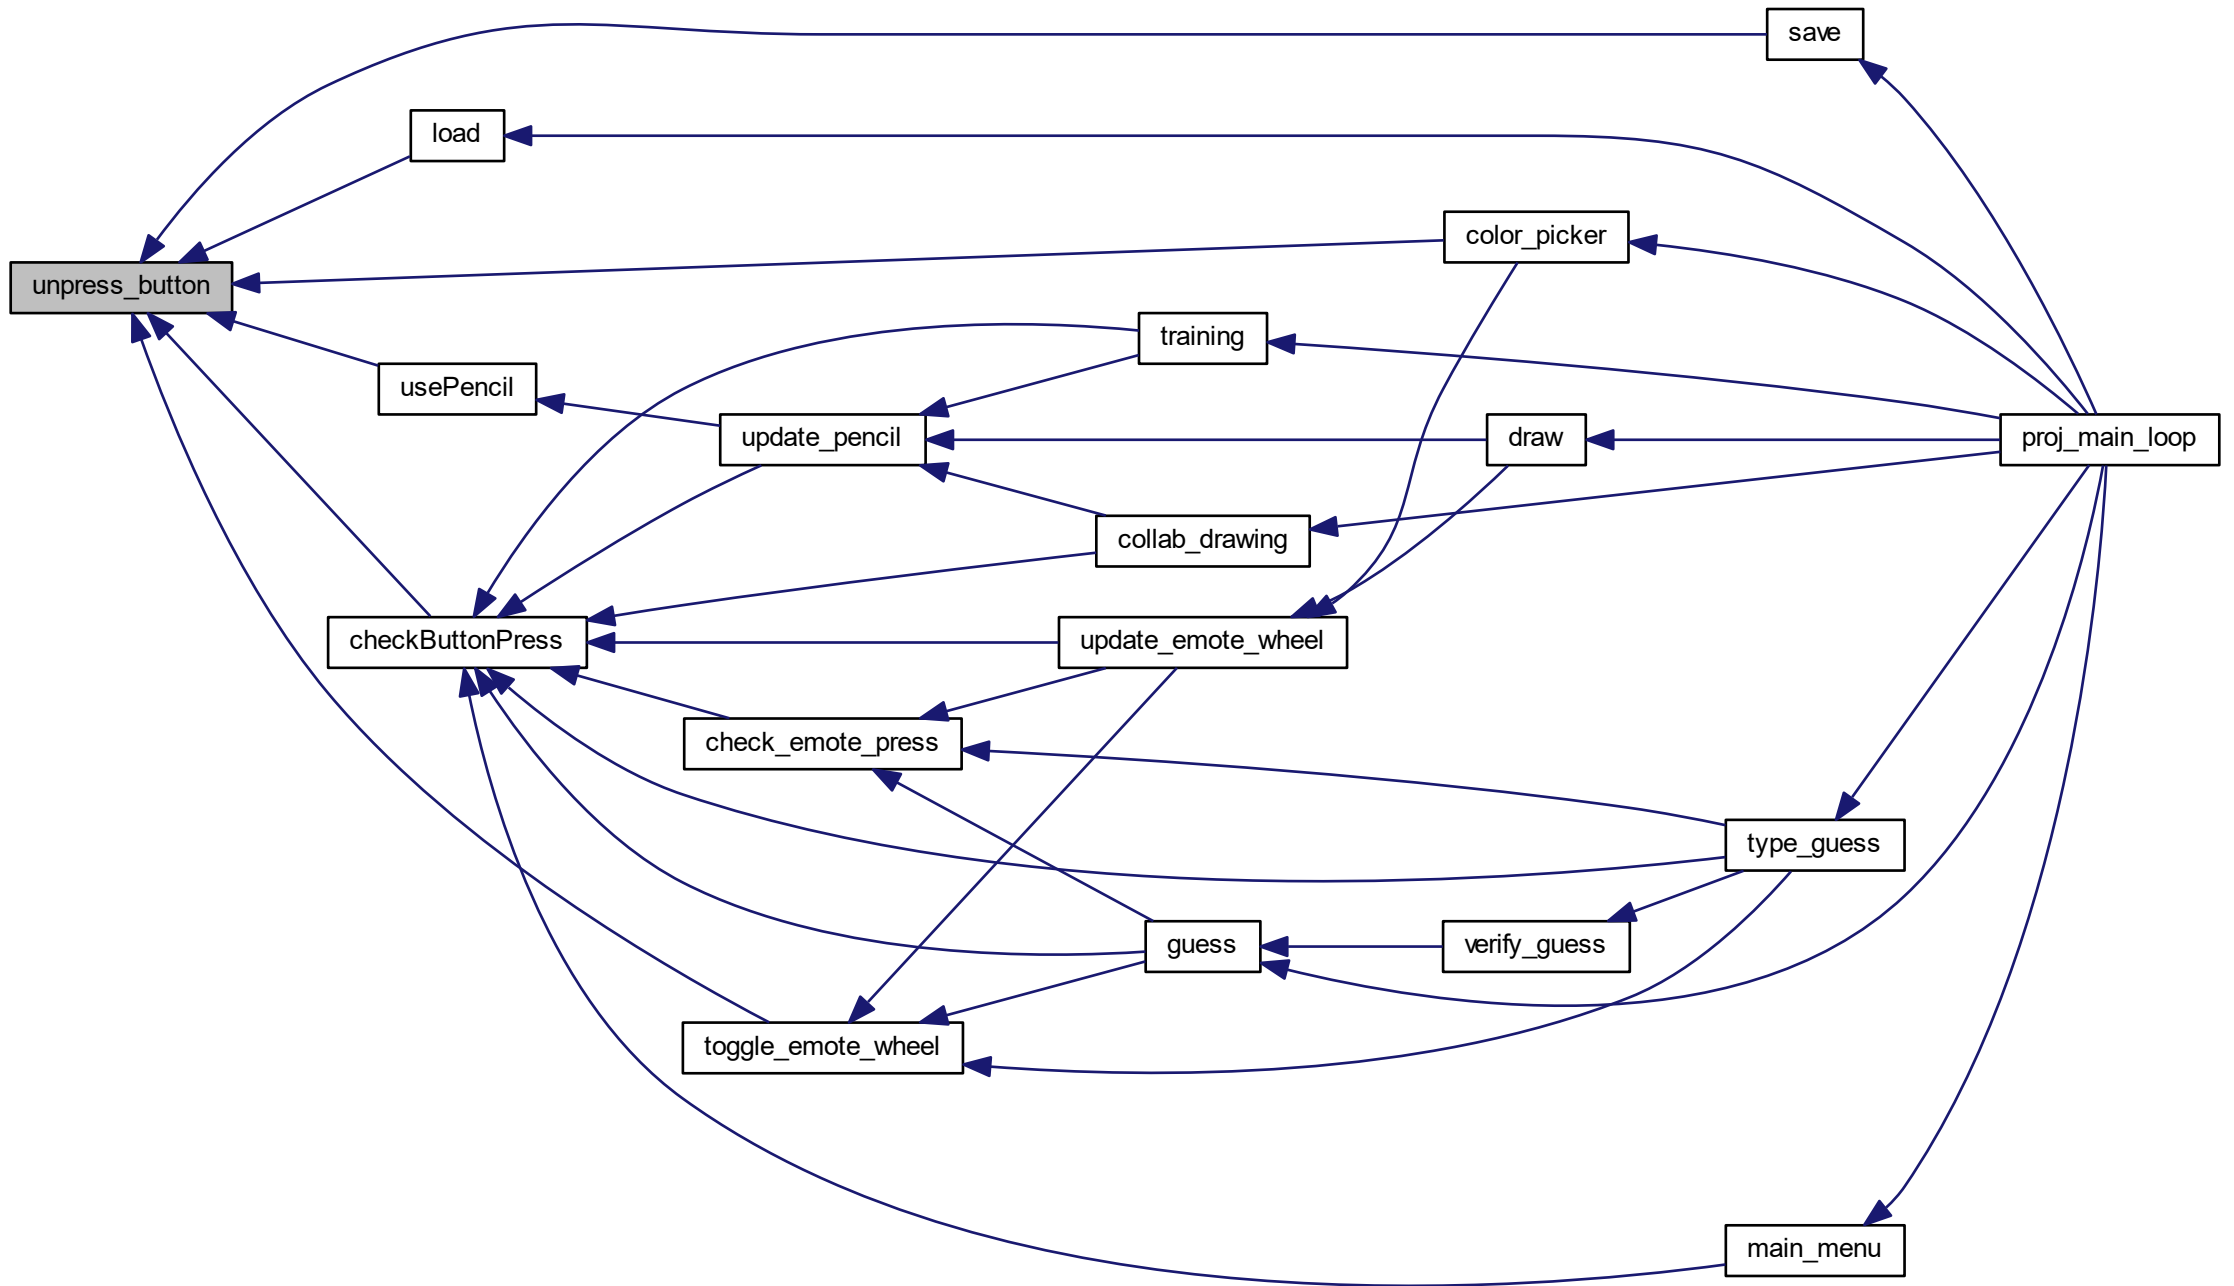 save
load
color_picker
unpress_button
training
usePencil
update_pencil
draw
proj_main_loop
collab_drawing
checkButtonPress
update_emote_wheel
check_emote_press
type_guess
guess
verify_guess
toggle_emote_wheel
main_menu